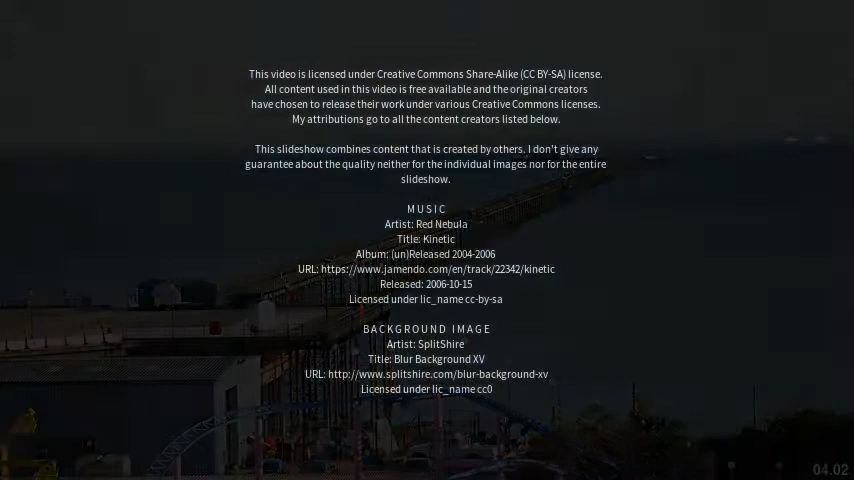 This video is licensed under Creative Commons Share-Alike (CC BY-SA) license.
All content used in this video is free available and the original creators
have chosen to release their work under various Creative Commons licenses.
My attributions go to all the content creators listed below.
This slideshow combines content that is created by others. I don't give any
guarantee about the quality neither for the individual images nor for the entire
slideshow.
MUSIC
Artist: Red Nebula
Title: Kinetic
Album: (un)Released 2004-2006
URL: https://www.jamendo.com/en/track/22342/kinetic
Released: 2006-10-15
Licensed under lic_name cc-by-sa
BACKGROUND IMAGE
Artist: SplitShire
Title: Blur Background XV
URL: http://www.splitshire.com/blur-background-xv
Licensed under lic_name cc0
04.02